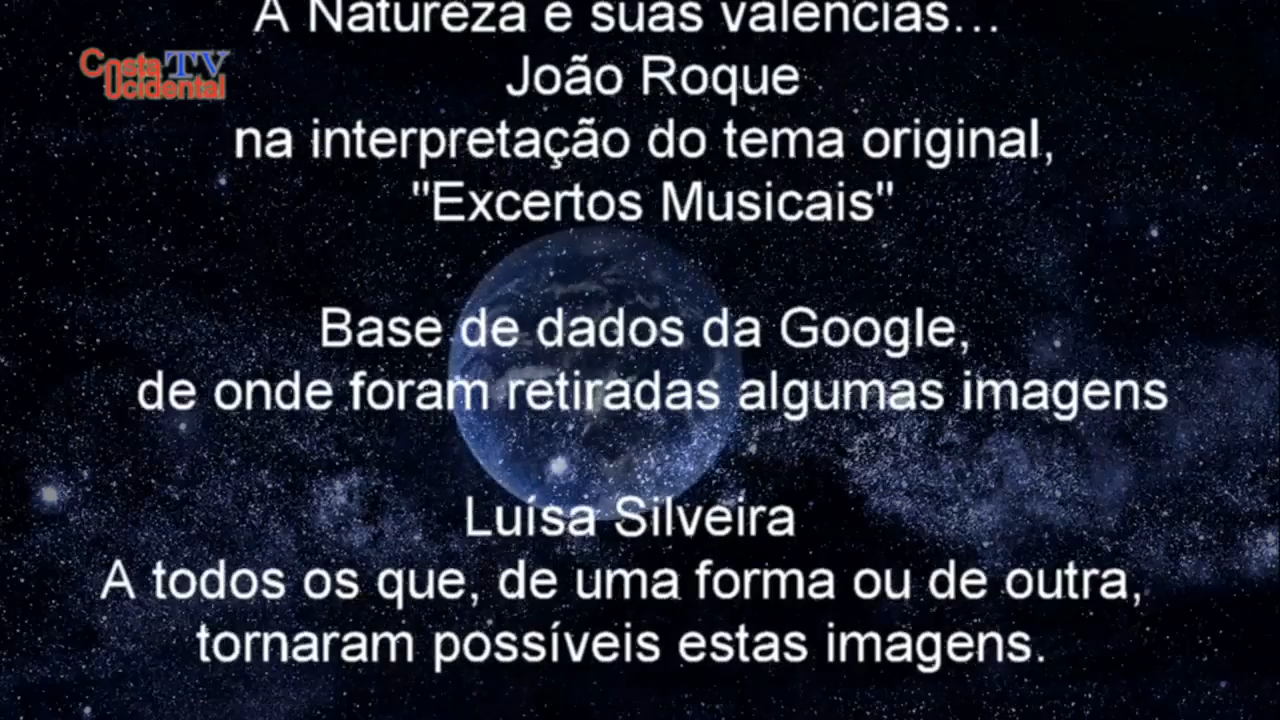 A Natureza e suas valências...
Costa TV
Ocidental
João Roque
na interpretação do tema original,
"Excertos Musicais"
Base de dados da Google,
de onde foram retiradas algumas imagens
Luísa Silveira
A todos os que, de uma forma ou de outra,
tornaram possíveis estas imagens.